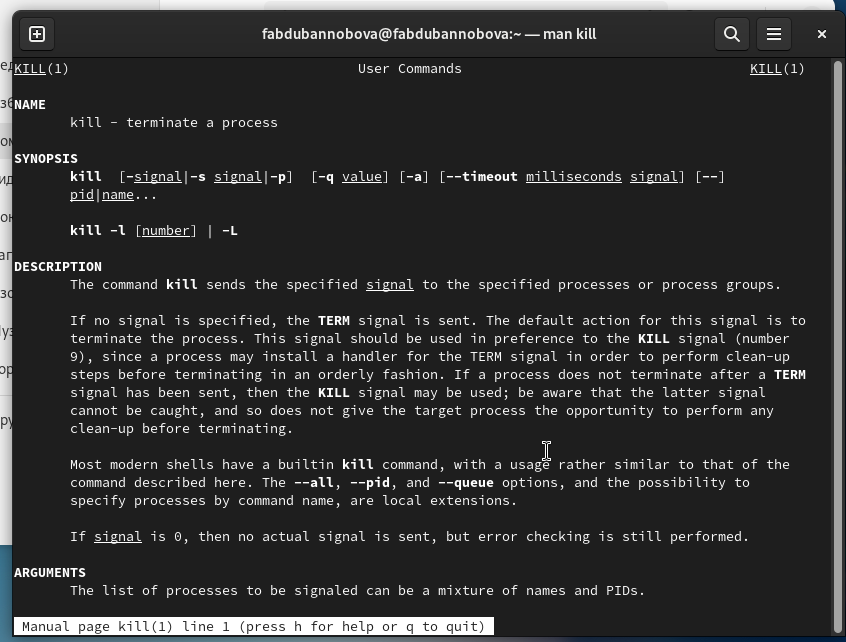 fabdubannobova@fabdubannobova:~ — man kill
KILL(1) User Commands KILL(1)
NAME
kill - terminate a process
SYNOPSIS
kill [-signal|-s signal|-p] [-q value] [-a] [--timeout milliseconds signal] [--]
pid|name...
kill -l [number] | -L
DESCRIPTION
The command kill sends the specified signal to the specified processes or process groups.
If no signal is specified, the TERM signal is sent. The default action for this signal is to
terminate the process. This signal should be used in preference to the KILL signal (number
9), since a process may install a handler for the TERM signal in order to perform clean-up
steps before terminating in an orderly fashion. If a process does not terminate after a TERM
signal has been sent, then the KILL signal may be used; be aware that the latter signal
cannot be caught, and so does not give the target process the opportunity to perform any
clean-up before terminating.
Most modern shells have a builtin kill command, with a usage rather similar to that of the
command described here. The --all, --pid, and --queue options, and the possibility to
specify processes by command name, are local extensions.
If signal is 0, then no actual signal is sent, but error checking is still performed.
ARGUMENTS
The list of processes to be signaled can be a mixture of names and PIDs.
Manual page kill(1) line 1 (press h for help or q to quit)